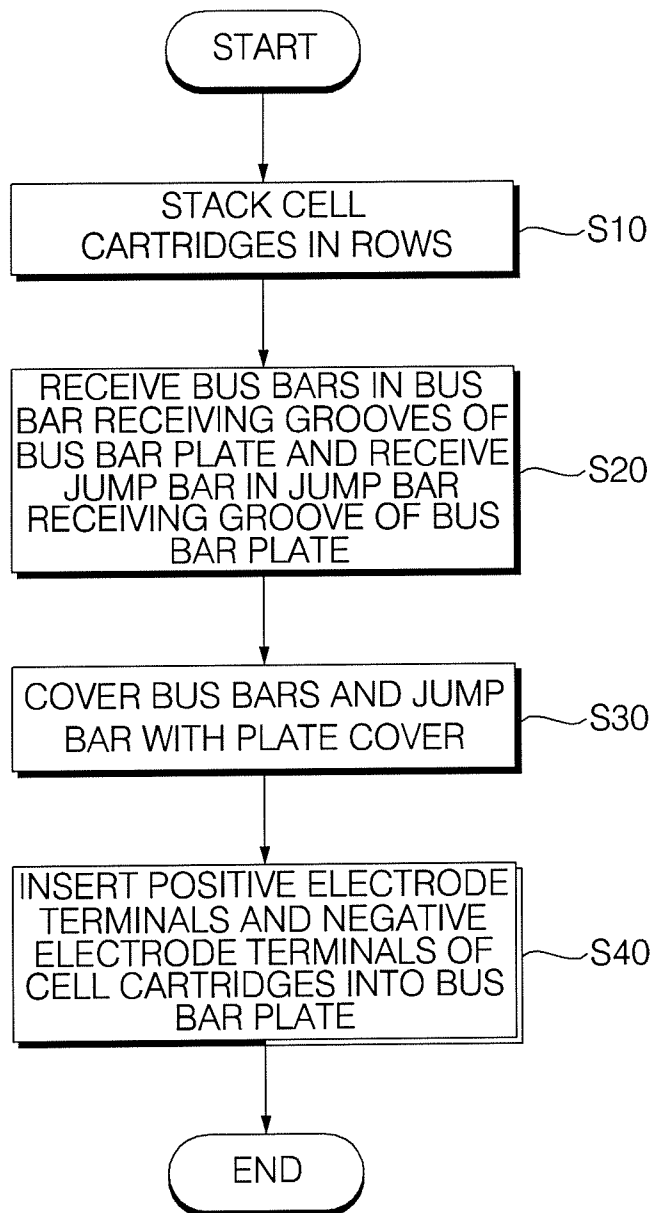 START
STACK CELL
CARTRIDGES IN ROWS
S10
RECEIVE BUS BARS IN BUS
BAR RECEIVING GROOVES OF
BUS BAR PLATE AND RECEIVE
JUMP BAR IN JUMP BAR
RECEIVING GROOVE OF BUS
BAR PLATE
S20
COVER BUS BARS AND JUMP
BAR WITH PLATE COVER
S30
INSERT POSITIVE ELECTRODE
TERMINALS AND NEGATIVE
ELECTRODE TERMINALS OF
CELL CARTRIDGES INTO BUS
BAR PLATE
S40
END